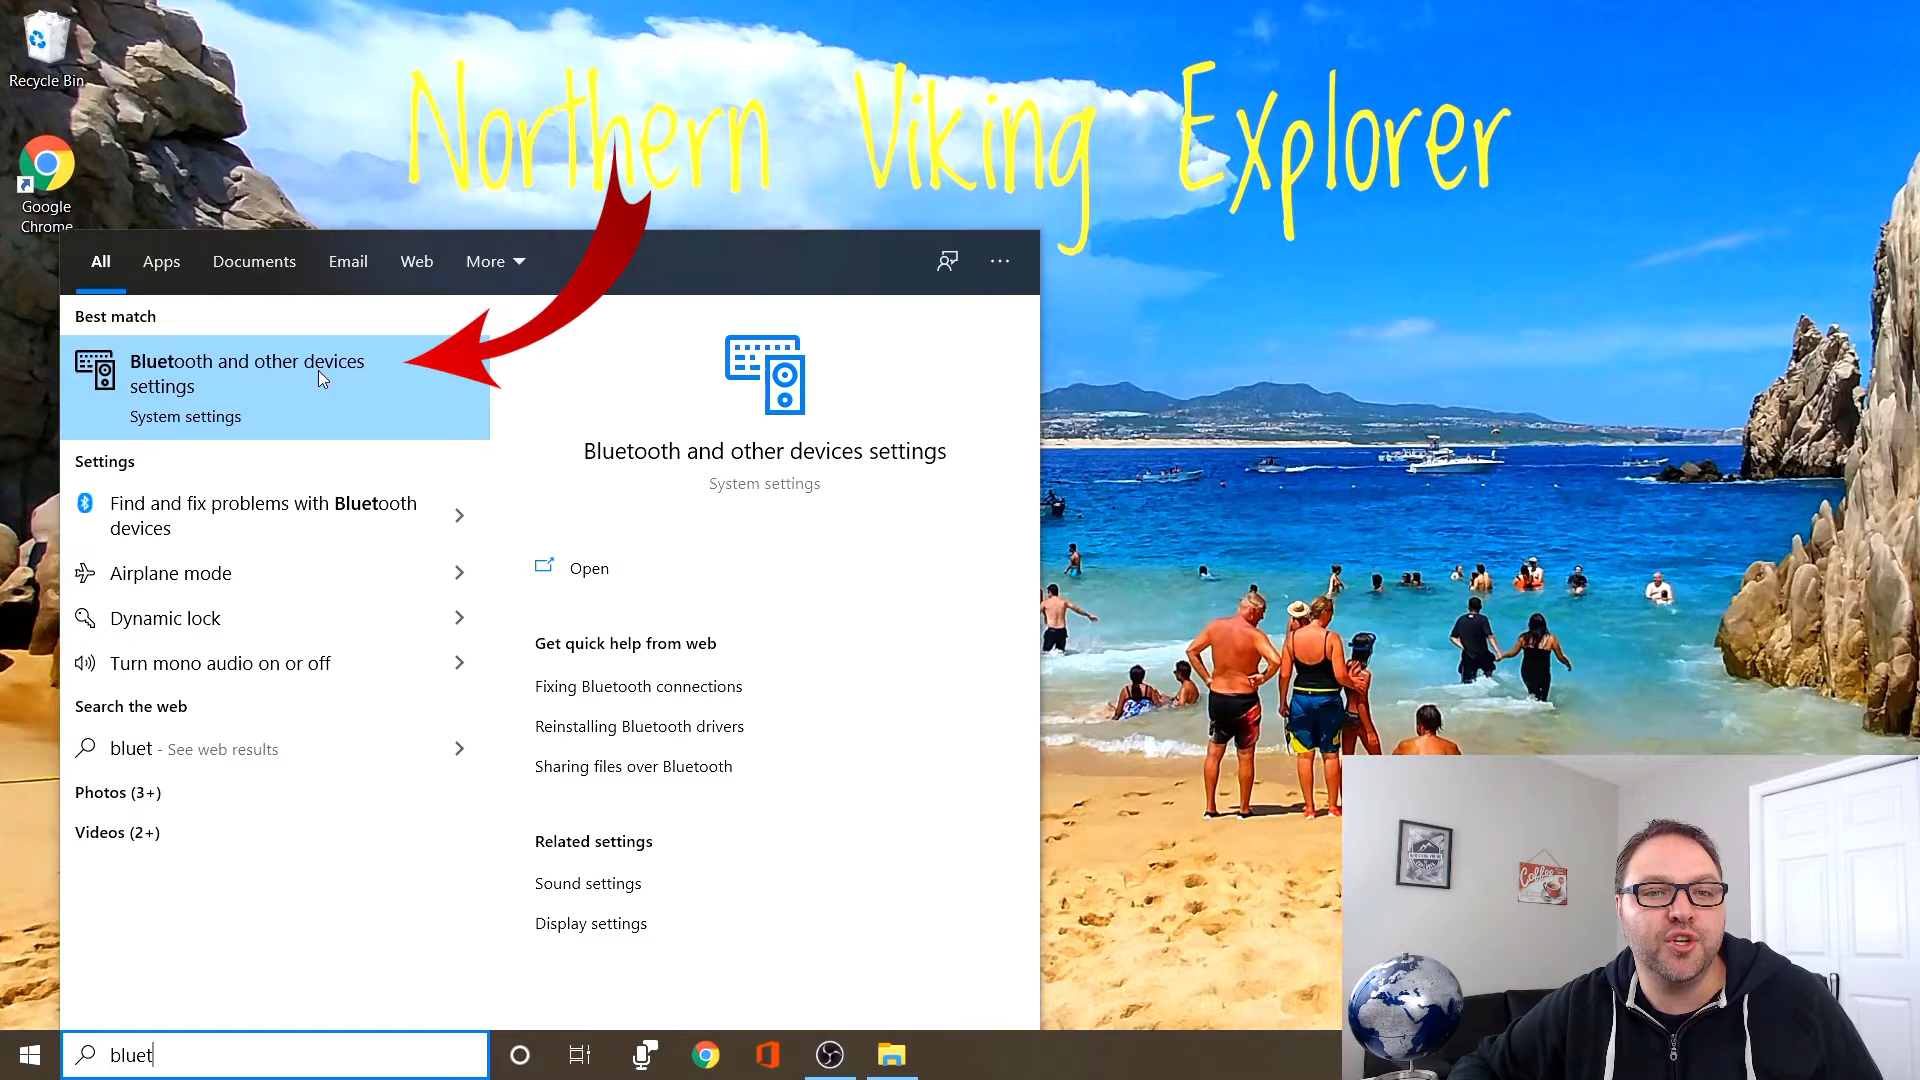 Recycle Bin
Northern Viking Explorer
Google
Chrome
All Apps Documents Email Web More
Best match
Bluetooth and other devices
settings
System settings
Settings
Find and fix problems with Bluetooth
devices
Airplane mode
Dynamic lock
Turn mono audio on or off
Search the web
bluet - See web results
Photos (3+)
Videos (2+)
Bluetooth and other devices settings
System settings
Open
Get quick help from web
Fixing Bluetooth connections
Reinstalling Bluetooth drivers
Sharing files over Bluetooth
Related settings
Sound settings
Display settings
Coffee
bluet